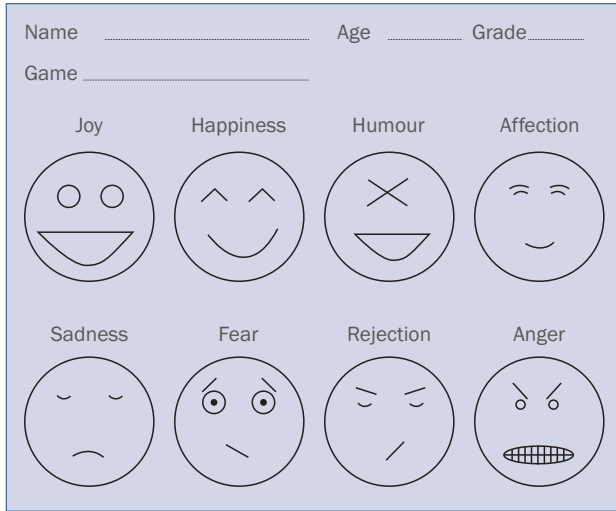 Name Age Grade
Game
Joy Happiness Humour Affection
Sadness Fear Rejection Anger